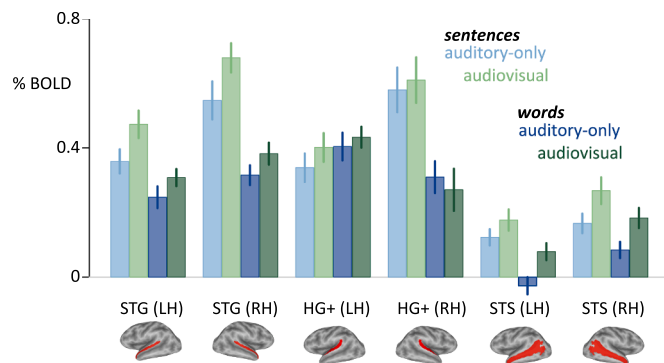 0.8
sentences
auditory-only
audiovisual
% BOLD
words
auditory-only
0.4
audiovisual
0
STG (LH) STG (RH) HG+ (LH) HG+ (RH) STS (LH) STS (RH)